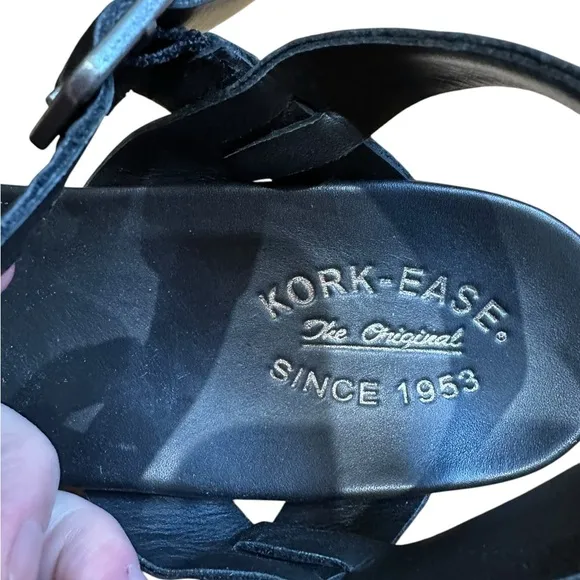 KORK-EASE®
The Original
SINCE 1953